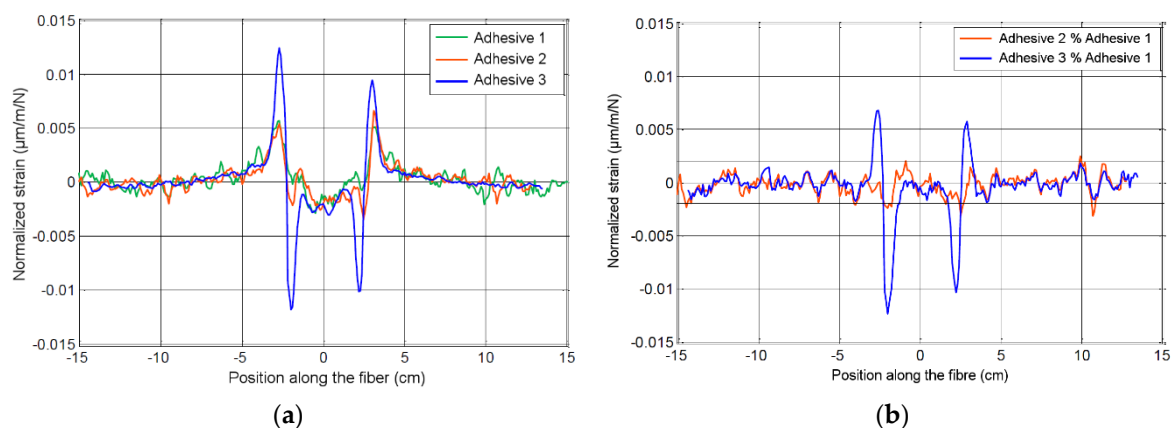 0.015
0.01
0.005
0
-0.005
-0.01
-0.015
Normalized strain (µm/m/N)
Adhesive 1
Adhesive 2
Adhesive 3
-15 -10 -5 0 5 10 15
Position along the fiber (cm)
(a)
0.015
0.01
0.005
0
-0.005
-0.01
-0.015
Normalized strain (µm/m/N)
Adhesive 2 % Adhesive 1
Adhesive 3 % Adhesive 1
-15 -10 -5 0 5 10 15
Position along the fibre (cm)
(b)